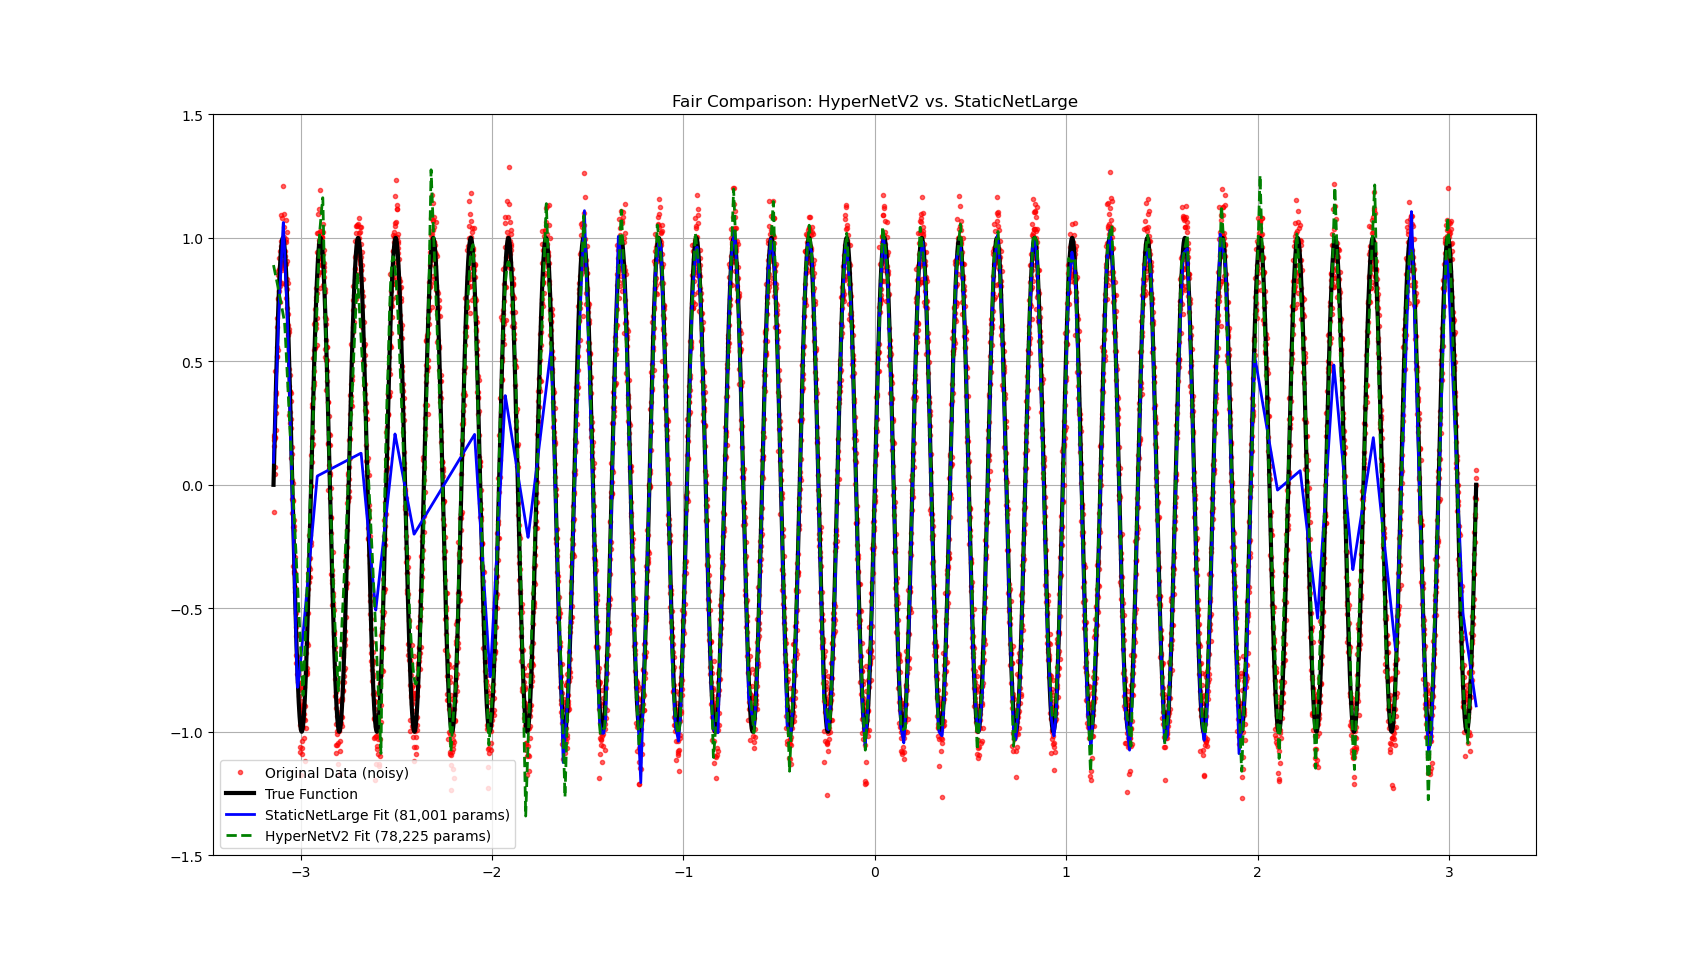 Fair Comparison: HyperNetV2 vs. StaticNetLarge
1.5
1.0
0.5
0.0
−0.5
−1.0
−1.5
Original Data (noisy)
True Function
StaticNetLarge Fit (81,001 params)
HyperNetV2 Fit (78,225 params)
−3
−2
−1
0
1
2
3